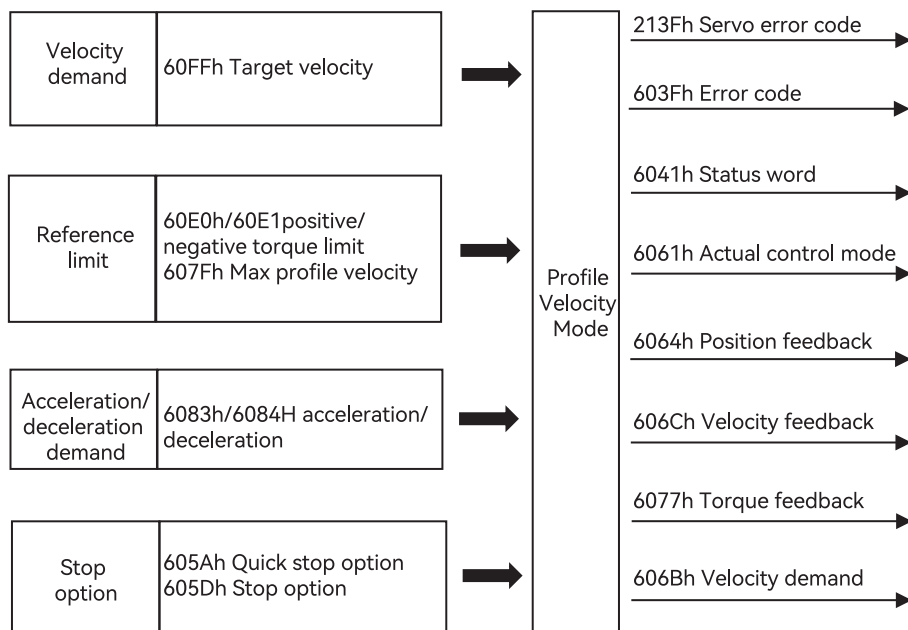 Velocity
demand
60FFh Target velocity
Reference
limit
60E0h/60E1positive/
negative torque limit
607Fh Max profile velocity
Acceleration/
deceleration
demand
6083h/6084H acceleration/
deceleration
Stop
option
605Ah Quick stop option
605Dh Stop option
Profile
Velocity
Mode
213Fh Servo error code
603Fh Error code
6041h Status word
6061h Actual control mode
6064h Position feedback
606Ch Velocity feedback
6077h Torque feedback
606Bh Velocity demand